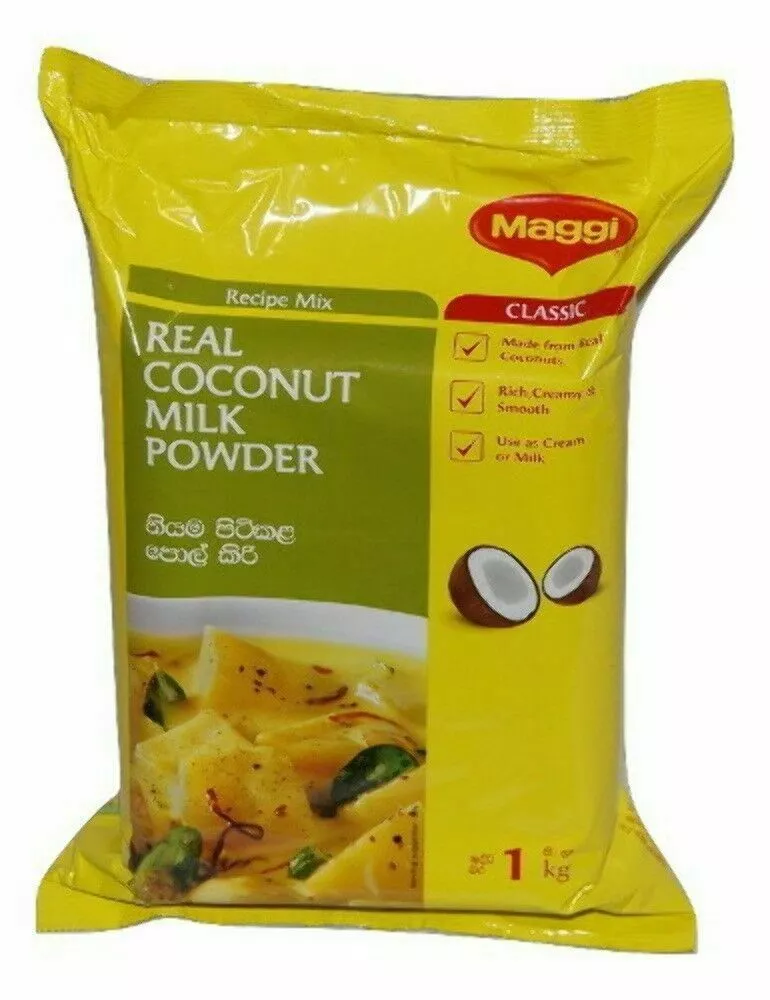 Maggi
Recipe Mix
REAL
COCONUT
MILK
POWDER
නියම පිටිකළ
පොල් කිරි
CLASSIC
Made from Real
Coconuts
Rich, Creamy &
Smooth
Use as Cream
or Milk
1 kg